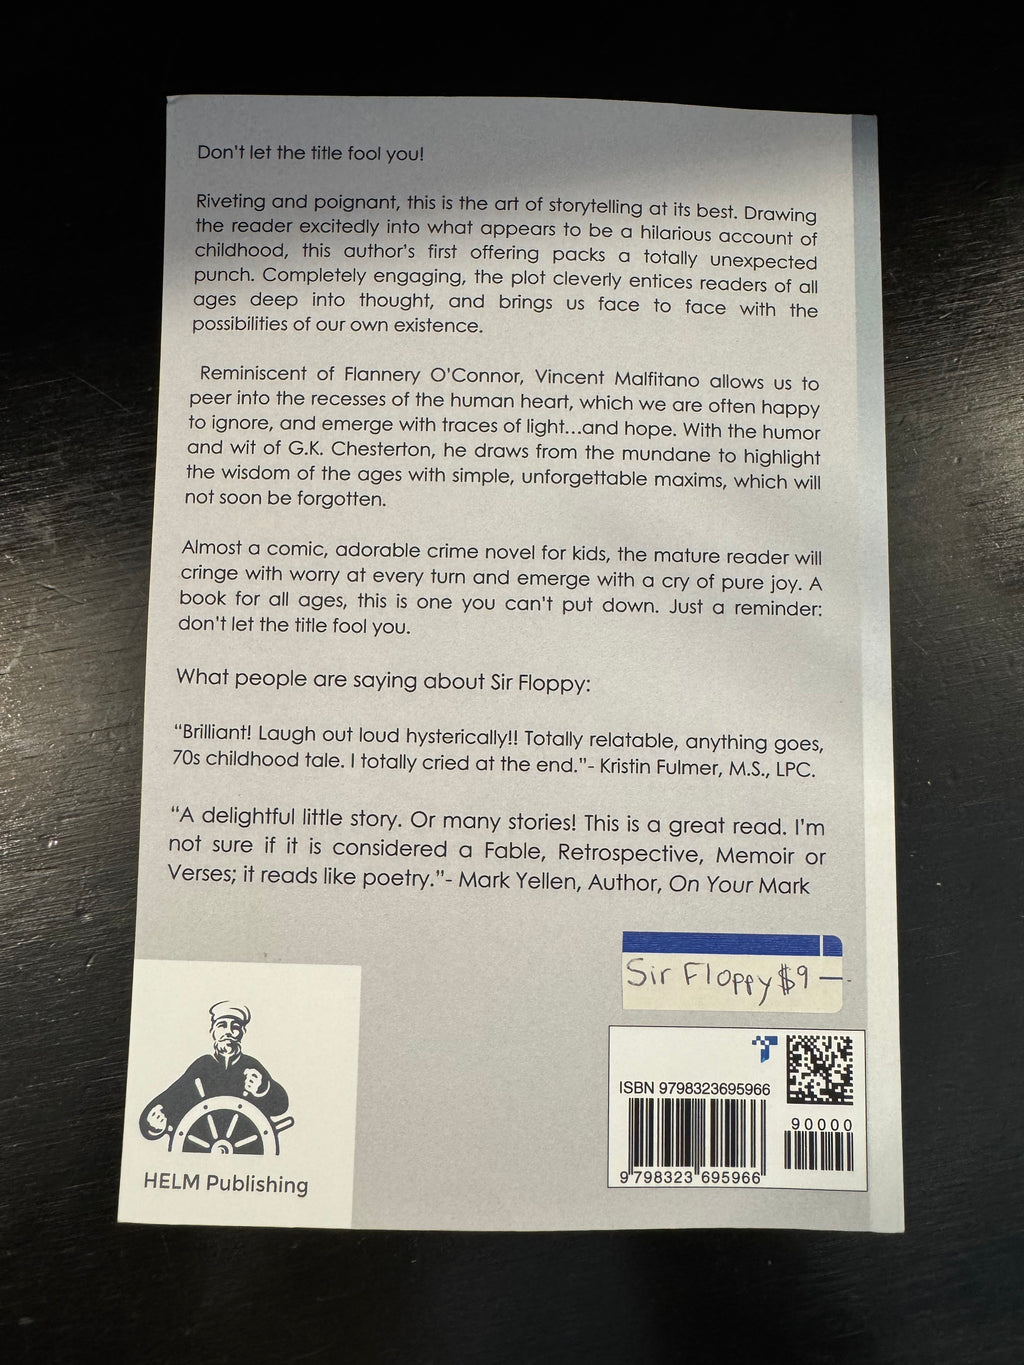 Don't let the title fool you!
Riveting and poignant, this is the art of storytelling at its best. Drawing
the reader excitedly into what appears to be a hilarious account of
childhood, this author's first offering packs a totally unexpected
punch. Completely engaging, the plot cleverly entices readers of all
ages deep into thought, and brings us face to face with the
possibilities of our own existence.
Reminiscent of Flannery O'Connor, Vincent Malfitano allows us to
peer into the recesses of the human heart, which we are often happy
to ignore, and emerge with traces of light...and hope. With the humor
and wit of G.K. Chesterton, he draws from the mundane to highlight
the wisdom of the ages with simple, unforgettable maxims, which will
not soon be forgotten.
Almost a comic, adorable crime novel for kids, the mature reader will
cringe with worry at every turn and emerge with a cry of pure joy. A
book for all ages, this is one you can't put down. Just a reminder:
don't let the title fool you.
What people are saying about Sir Floppy:
"Brilliant! Laugh out loud hysterically!! Totally relatable, anything goes,
70s childhood tale. I totally cried at the end."- Kristin Fulmer, M.S., LPC.
"A delightful little story. Or many stories! This is a great read. I'm
not sure if it is considered a Fable, Retrospective, Memoir or
Verses; it reads like poetry."- Mark Yellen, Author, On Your Mark
Sir Floppy $9 —
ISBN 9798323695966
90000
9 798323 695966
HELM Publishing